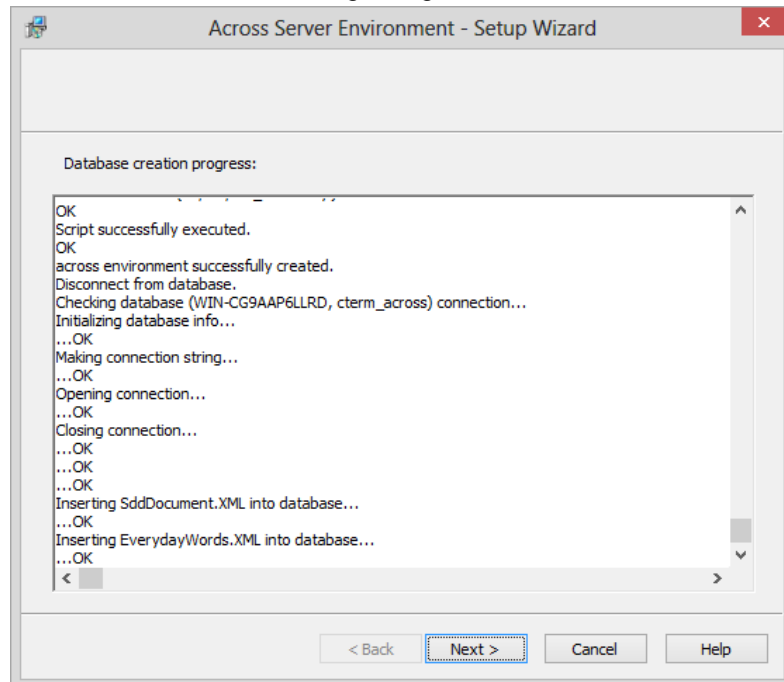 Across Server Environment - Setup Wizard
Database creation progress:
OK
Script successfully executed.
OK
across environment successfully created.
Disconnect from database.
Checking database (WIN-CG9AAP6LLRD, cterm_across) connection...
Initializing database info...
...OK
Making connection string...
...OK
Opening connection...
...OK
Closing connection...
...OK
...OK
...OK
Inserting SddDocument.XML into database...
...OK
Inserting EverydayWords.XML into database...
...OK
< Back Next > Cancel Help